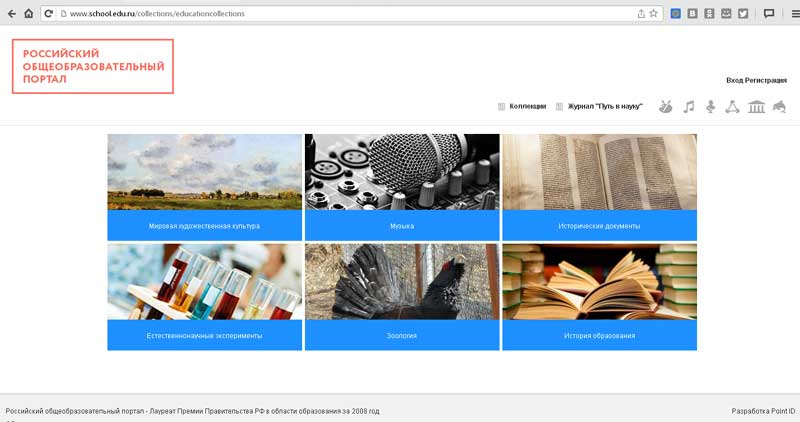 www.school.edu.ru/collections/educationcollections
РОССИЙСКИЙ
ОБЩЕОБРАЗОВАТЕЛЬНЫЙ
ПОРТАЛ
Вход Регистрация
Коллекции Журнал "Путь в науку"
Мировая художественная культура Музыка Исторические документы
Естественнонаучные эксперименты Зоология История образования
Российский общеобразовательный портал - Лауреат Премии Правительства РФ в области образования за 2008 год Разработка Point ID